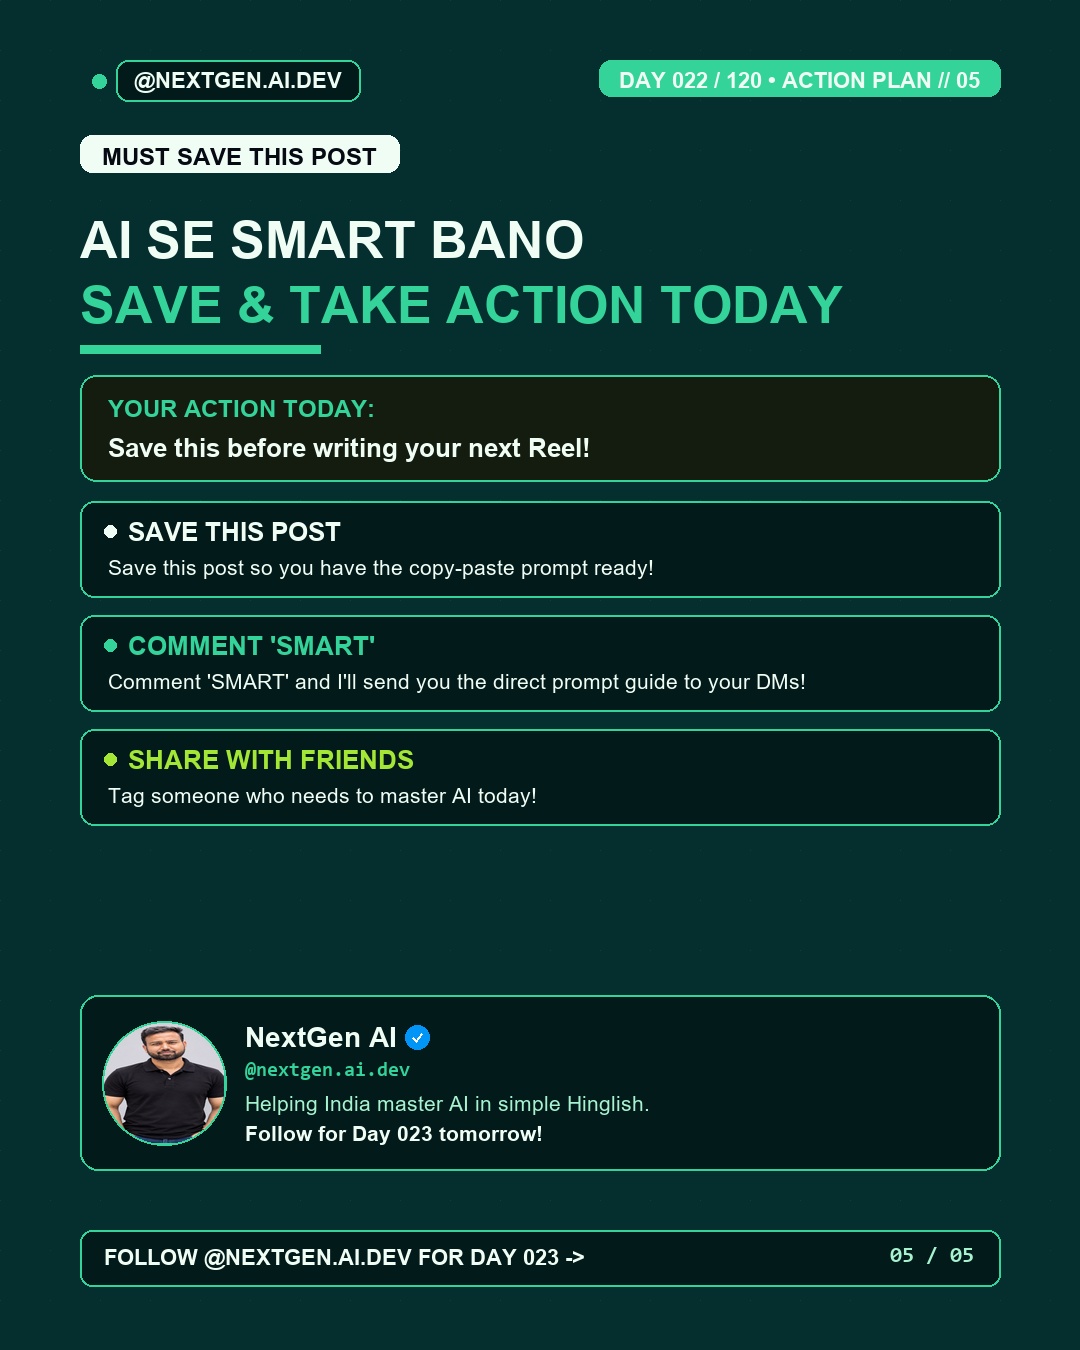 @NEXTGEN.AI.DEV
DAY 022 / 120 • ACTION PLAN // 05
MUST SAVE THIS POST
AI SE SMART BANO
SAVE & TAKE ACTION TODAY
YOUR ACTION TODAY:
Save this before writing your next Reel!
SAVE THIS POST
Save this post so you have the copy-paste prompt ready!
COMMENT 'SMART'
Comment 'SMART' and I'll send you the direct prompt guide to your DMs!
SHARE WITH FRIENDS
Tag someone who needs to master AI today!
NextGen AI
@nextgen.ai.dev
Helping India master AI in simple Hinglish.
Follow for Day 023 tomorrow!
FOLLOW @NEXTGEN.AI.DEV FOR DAY 023 ->
05 / 05